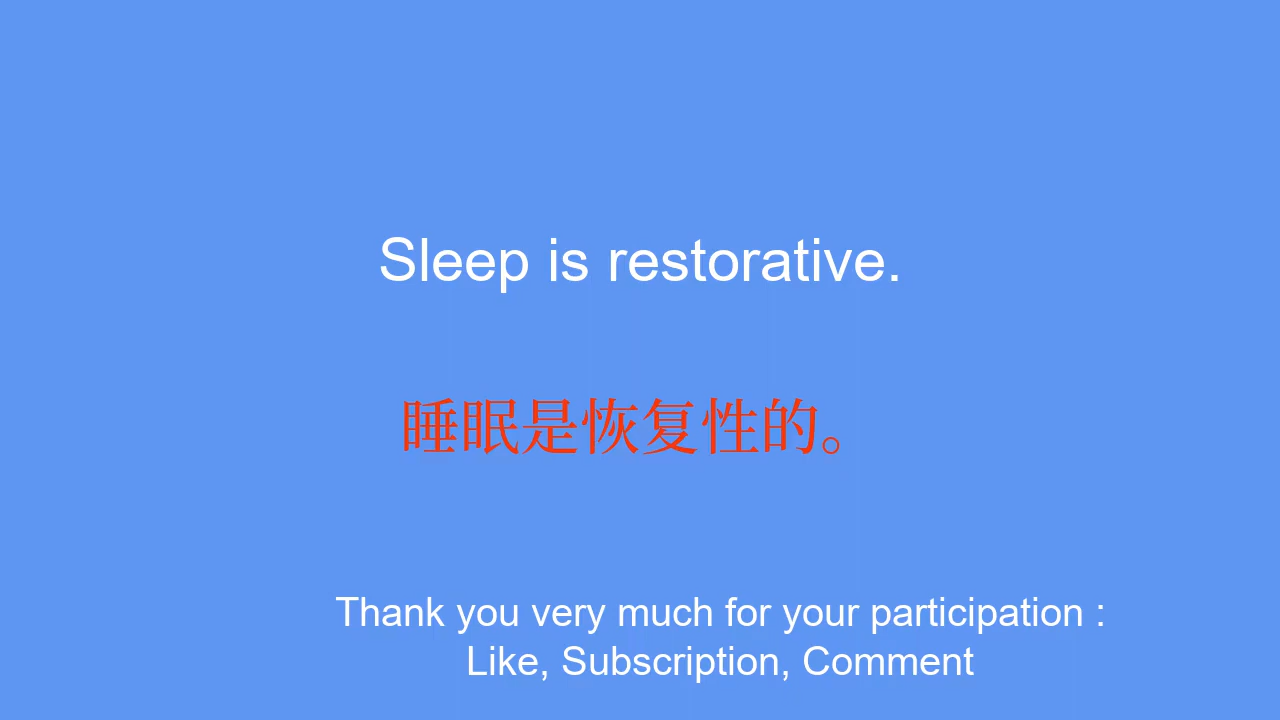 Sleep is restorative.
睡眠是恢复性的。
Thank you very much for your participation :
Like, Subscription, Comment